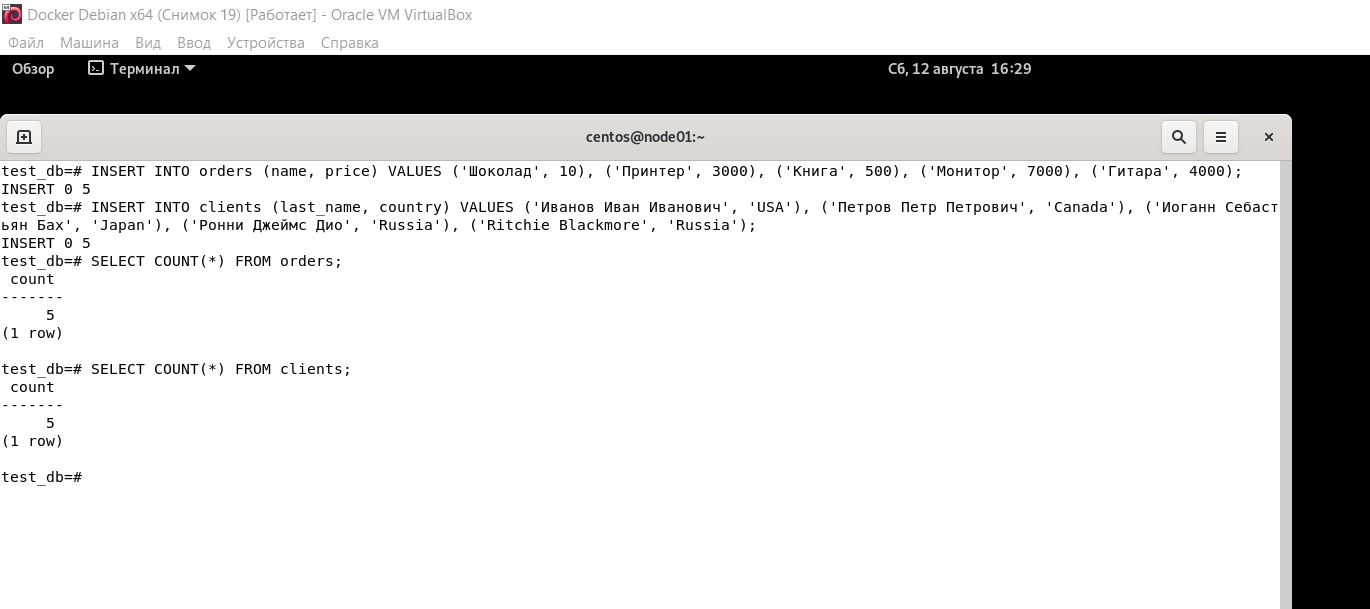 Docker Debian x64 (Снимок 19) [Работает] - Oracle VM VirtualBox
Файл Машина Вид Ввод Устройства Справка
Обзор Терминал Сб, 12 августа 16:29
centos@node01:~
test_db=# INSERT INTO orders (name, price) VALUES ('Шоколад', 10), ('Принтер', 3000), ('Книга', 500), ('Монитор', 7000), ('Гитара', 4000);
INSERT 0 5
test_db=# INSERT INTO clients (last_name, country) VALUES ('Иванов Иван Иванович', 'USA'), ('Петров Петр Петрович', 'Canada'), ('Иоганн Себаст
ьян Бах', 'Japan'), ('Ронни Джеймс Дио', 'Russia'), ('Ritchie Blackmore', 'Russia');
INSERT 0 5
test_db=# SELECT COUNT(*) FROM orders;
count
-------
5
(1 row)
test_db=# SELECT COUNT(*) FROM clients;
count
-------
5
(1 row)
test_db=#